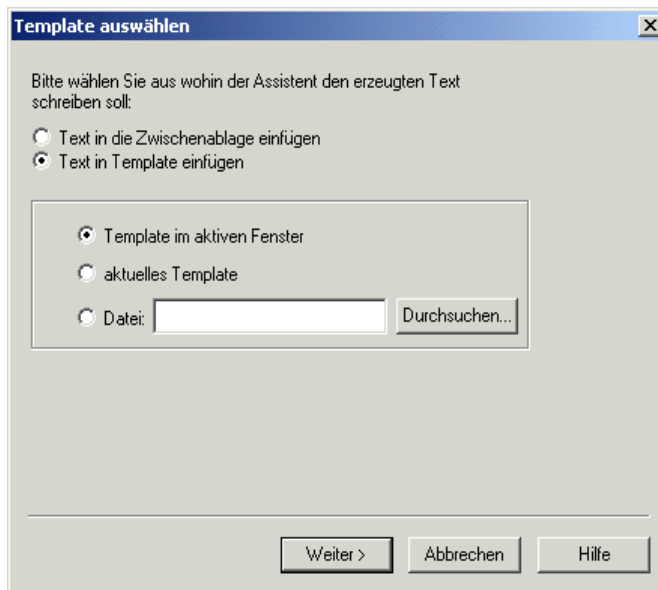 Template auswählen
Bitte wählen Sie aus wohin der Assistent den erzeugten Text
schreiben soll:
Text in die Zwischenablage einfügen
Text in Template einfügen
Template im aktiven Fenster
aktuelles Template
Datei:
Durchsuchen...
Weiter >
Abbrechen
Hilfe